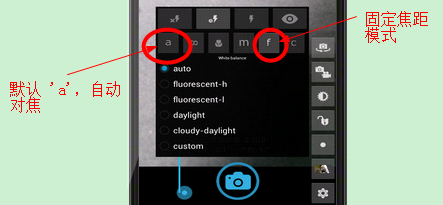 固定焦距
模式
a
m
f
c
White balance
auto
fluorescent-h
fluorescent-l
daylight
cloudy-daylight
custom
默认 'a', 自动
对焦